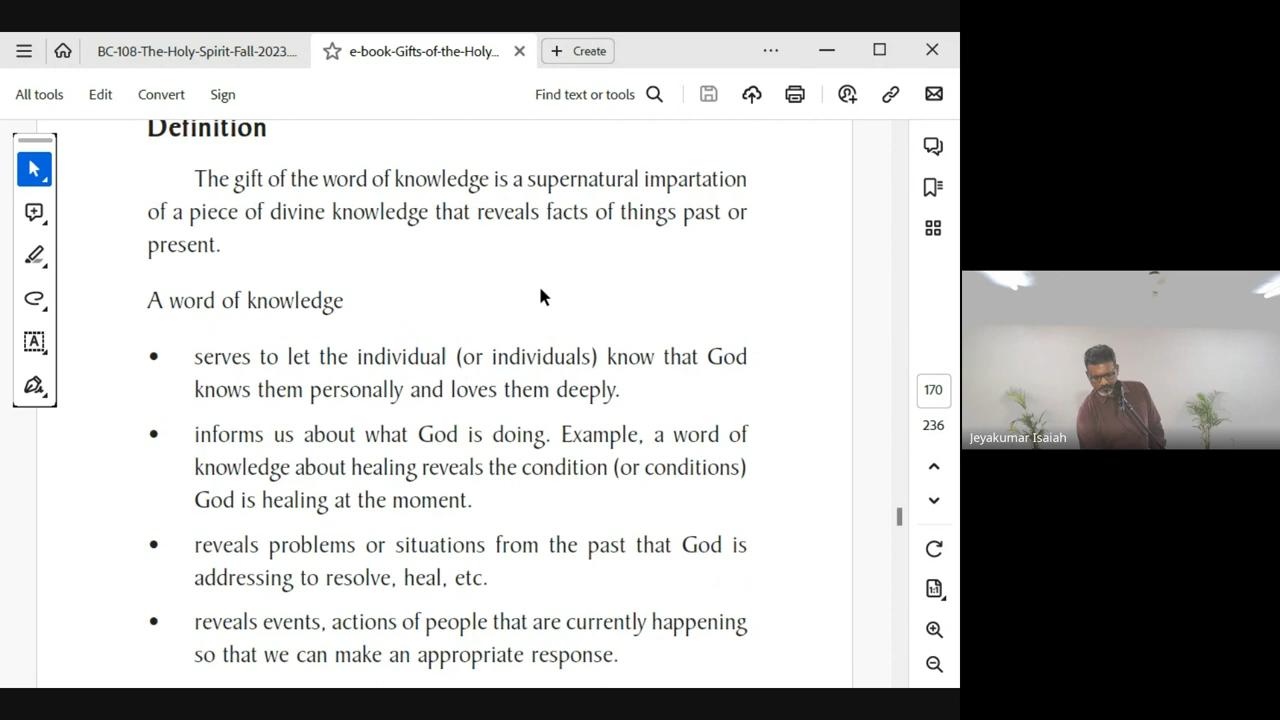 BC-108-The-Holy-Spirit-Fall-2023....
e-book-Gifts-of-the-Holy...
Create
All tools
Edit
Convert
Sign
Find text or tools
Definition
The gift of the word of knowledge is a supernatural impartation
of a piece of divine knowledge that reveals facts of things past or
present.
A word of knowledge
• serves to let the individual (or individuals) know that God
knows them personally and loves them deeply.
• informs us about what God is doing. Example, a word of
knowledge about healing reveals the condition (or conditions)
God is healing at the moment.
• reveals problems or situations from the past that God is
addressing to resolve, heal, etc.
• reveals events, actions of people that are currently happening
so that we can make an appropriate response.
170
236
1:1
Jeyakumar Isaiah